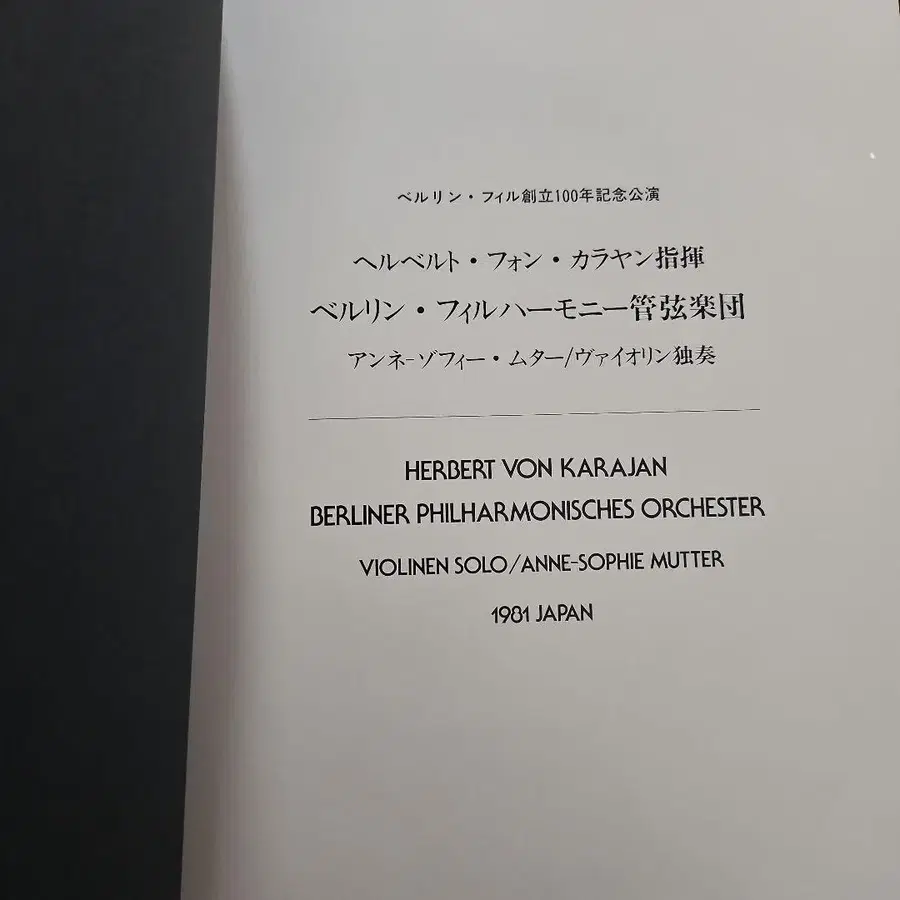 ベルリン・フィル創立100年記念公演
ヘルベルト・フォン・カラヤン指揮
ベルリン・フィルハーモニー管弦楽団
アンネ-ゾフィー・ムター/ヴァイオリン独奏
HERBERT VON KARAJAN
BERLINER PHILHARMONISCHES ORCHESTER
VIOLINEN SOLO/ANNE-SOPHIE MUTTER
1981 JAPAN